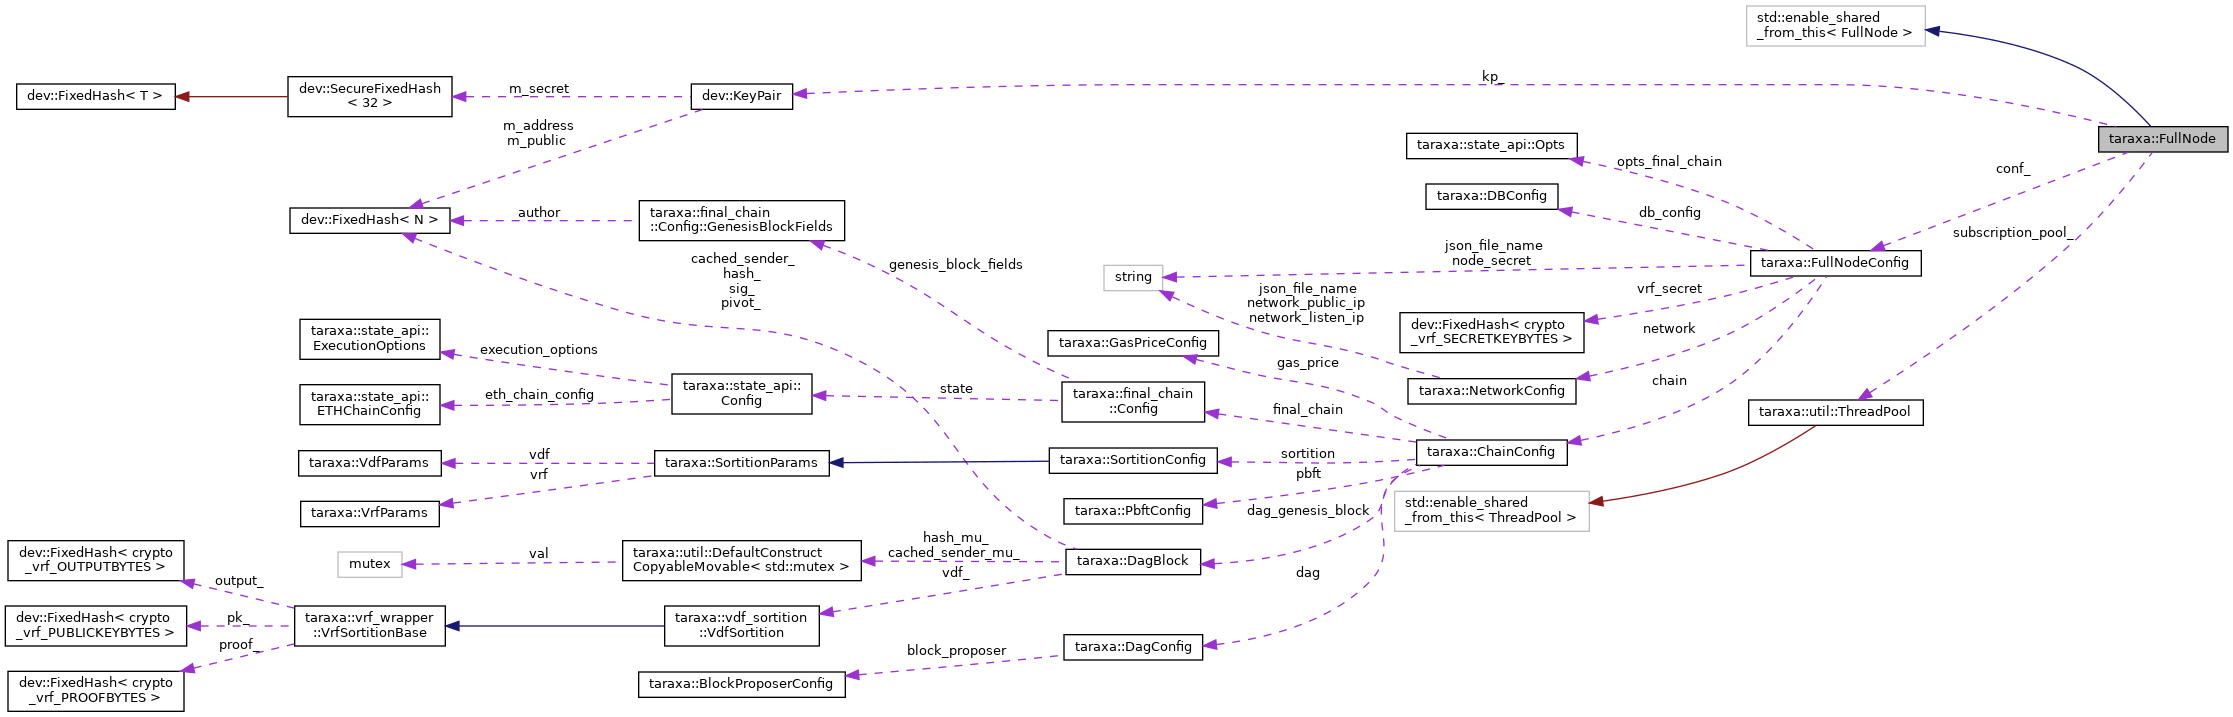 std::enable_shared
_from_this< FullNode >
kp_
dev::FixedHash< T >
dev::SecureFixedHash
< 32 >
m_secret
dev::KeyPair
m_address
m_public
taraxa::FullNode
taraxa::state_api::Opts
opts_final_chain
conf_
taraxa::DBConfig
db_config
dev::FixedHash< N >
author
taraxa::final_chain
::Config::GenesisBlockFields
subscription_pool_
json_file_name
node_secret
taraxa::FullNodeConfig
cached_sender_
hash_
sig_
pivot_
genesis_block_fields
string
json_file_name
network_public_ip
network_listen_ip
vrf_secret
dev::FixedHash< crypto
_vrf_SECRETKEYBYTES >
network
taraxa::state_api::
ExecutionOptions
execution_options
taraxa::GasPriceConfig
gas_price
taraxa::state_api::
ETHChainConfig
eth_chain_config
taraxa::state_api::
Config
state
taraxa::final_chain
::Config
final_chain
taraxa::NetworkConfig
chain
taraxa::util::ThreadPool
taraxa::VdfParams
vdf
vrf
taraxa::SortitionParams
taraxa::SortitionConfig
sortition
taraxa::ChainConfig
pbft
taraxa::VrfParams
taraxa::PbftConfig
dag_genesis_block
std::enable_shared
_from_this< ThreadPool >
dev::FixedHash< crypto
_vrf_OUTPUTBYTES >
mutex
val
taraxa::util::DefaultConstruct
CopyableMovable< std::mutex >
hash_mu_
cached_sender_mu_
vdf_
taraxa::DagBlock
dag
output_
dev::FixedHash< crypto
_vrf_PUBLICKEYBYTES >
pk_
taraxa::vrf_wrapper
::VrfSortitionBase
taraxa::vdf_sortition
::VdfSortition
proof_
dev::FixedHash< crypto
_vrf_PROOFBYTES >
taraxa::BlockProposerConfig
block_proposer
taraxa::DagConfig